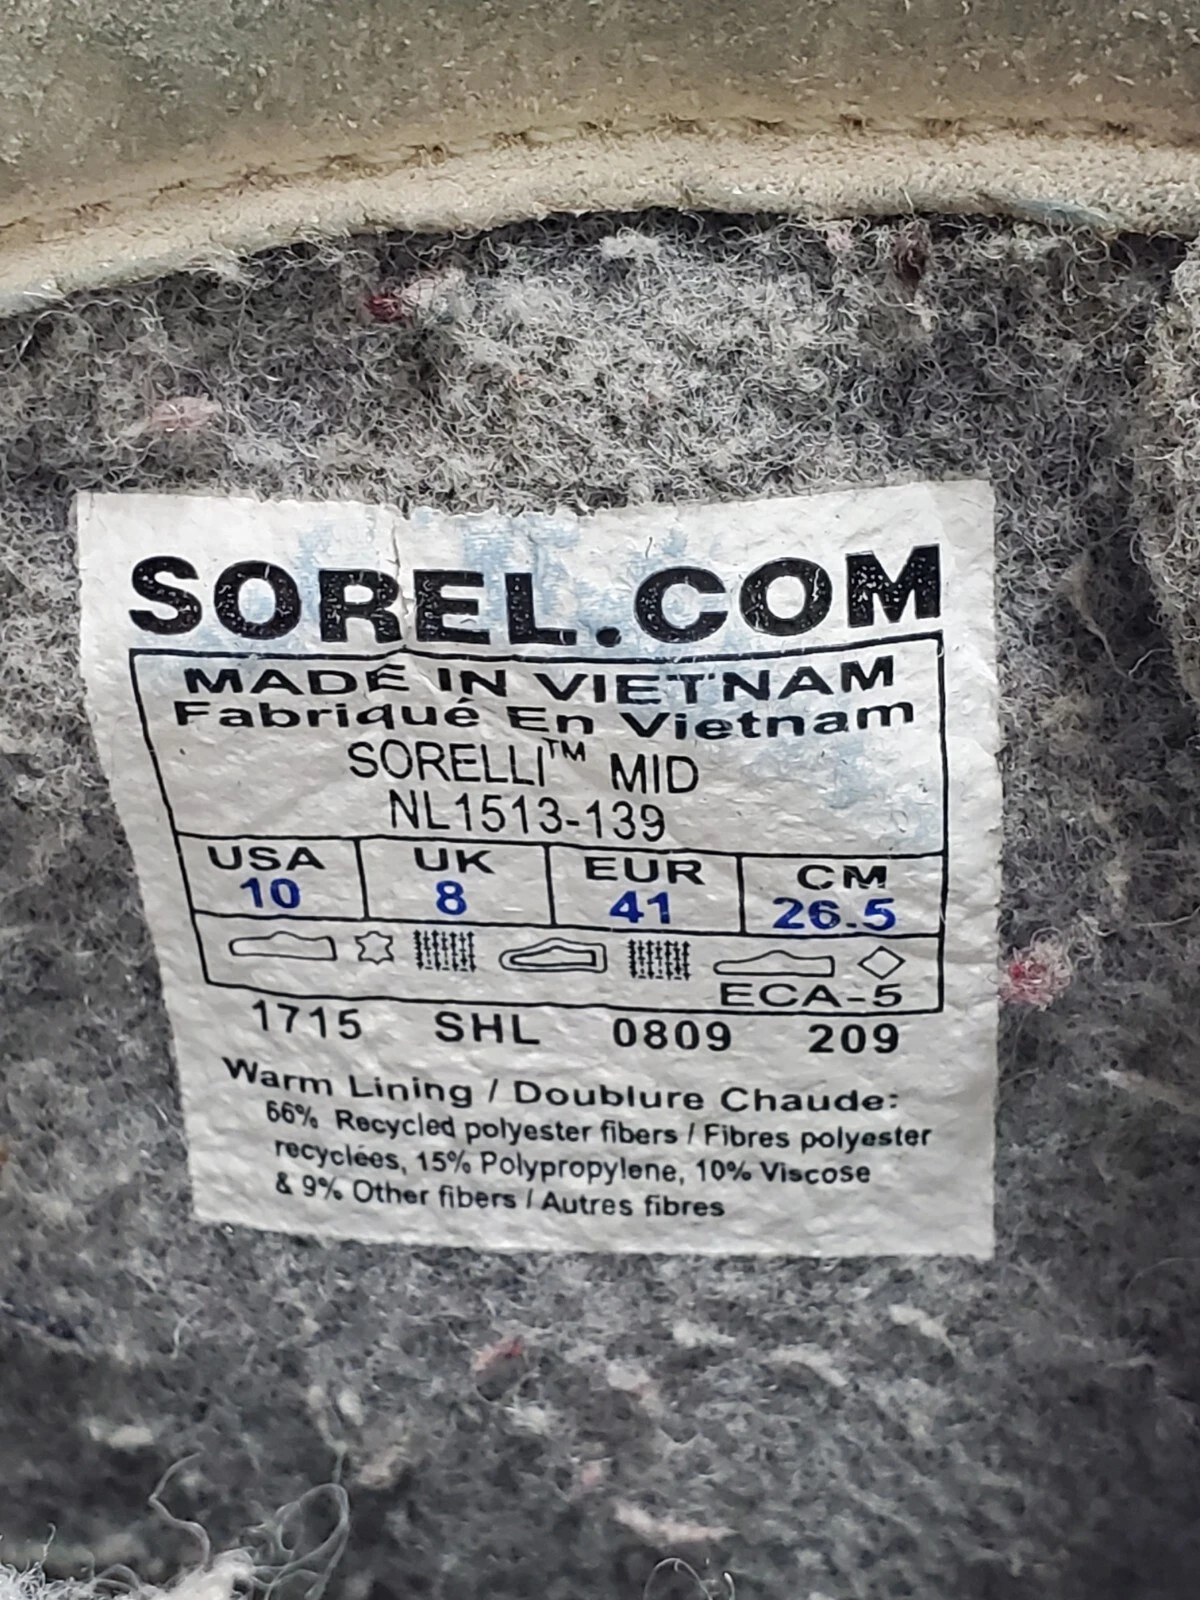 SOREL.COM
MADE IN VIETNAM
Fabriqué En Vietnam
SORELLI™ MID
NL1513-139
USA UK EUR CM
10 8 41 26.5
ECA-5
1715 SHL 0809 209
Warm Lining / Doublure Chaude:
66% Recycled polyester fibers / Fibres polyester
recyclées, 15% Polypropylene, 10% Viscose
& 9% Other fibers / Autres fibres